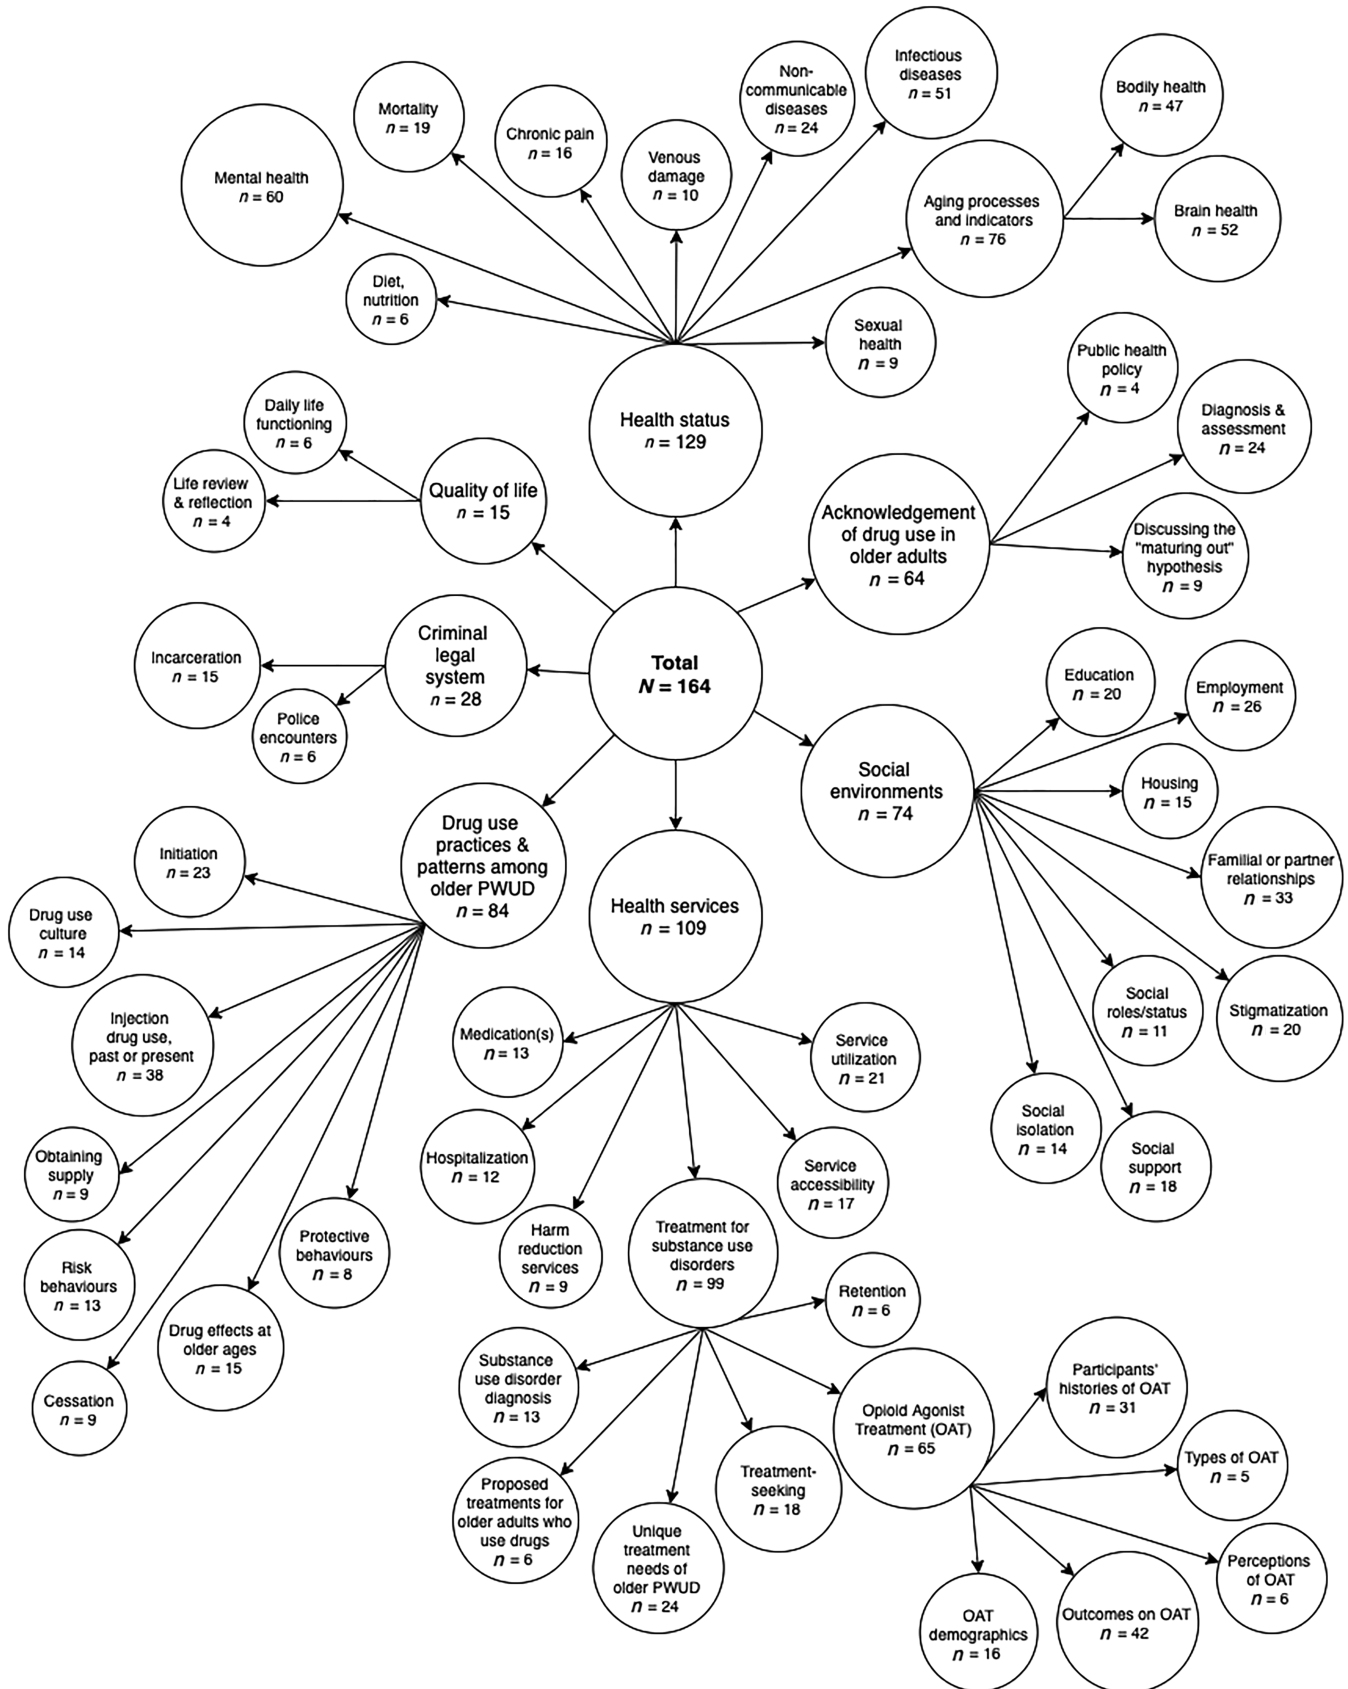 Infectious
diseases
n = 51
Non-
communicable
diseases
n = 24
Bodily health
n = 47
Mortality
n = 19
Chronic pain
n = 16
Venous
damage
n = 10
Mental health
n = 60
Aging processes
and indicators
n = 76
Brain health
n = 52
Diet,
nutrition
n = 6
Sexual
health
n = 9
Health status
n = 129
Public health
policy
n = 4
Diagnosis &
assessment
n = 24
Discussing the
"maturing out"
hypothesis
n = 9
Acknowledgement
of drug use in
older adults
n = 64
Daily life
functioning
n = 6
Life review
& reflection
n = 4
Quality of life
n = 15
Criminal
legal
system
n = 28
Incarceration
n = 15
Police
encounters
n = 6
Total
N = 164
Social
environments
n = 74
Education
n = 20
Employment
n = 26
Housing
n = 15
Familial or partner
relationships
n = 33
Stigmatization
n = 20
Social
roles/status
n = 11
Social
support
n = 18
Social
isolation
n = 14
Drug use
practices &
patterns among
older PWUD
n = 84
Initiation
n = 23
Drug use
culture
n = 14
Injection
drug use,
past or present
n = 38
Obtaining
supply
n = 9
Risk
behaviours
n = 13
Cessation
n = 9
Drug effects at
older ages
n = 15
Protective
behaviours
n = 8
Health services
n = 109
Medication(s)
n = 13
Hospitalization
n = 12
Harm
reduction
services
n = 9
Treatment for
substance use
disorders
n = 99
Service
accessibility
n = 17
Service
utilization
n = 21
Retention
n = 6
Substance
use disorder
diagnosis
n = 13
Proposed
treatments for
older adults who
use drugs
n = 6
Unique
treatment
needs of
older PWUD
n = 24
Treatment-
seeking
n = 18
Opioid Agonist
Treatment (OAT)
n = 65
Participants'
histories of OAT
n = 31
Types of OAT
n = 5
Perceptions
of OAT
n = 6
Outcomes on OAT
n = 42
OAT
demographics
n = 16